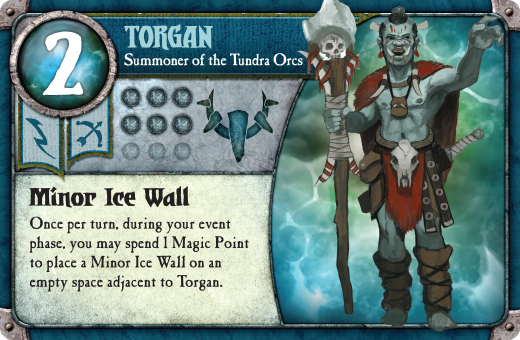 2
TORGAN
Summoner of the Tundra Orcs
Minor Ice Wall
Once per turn, during your event
phase, you may spend 1 Magic Point
to place a Minor Ice Wall on an
empty space adjacent to Torgan.